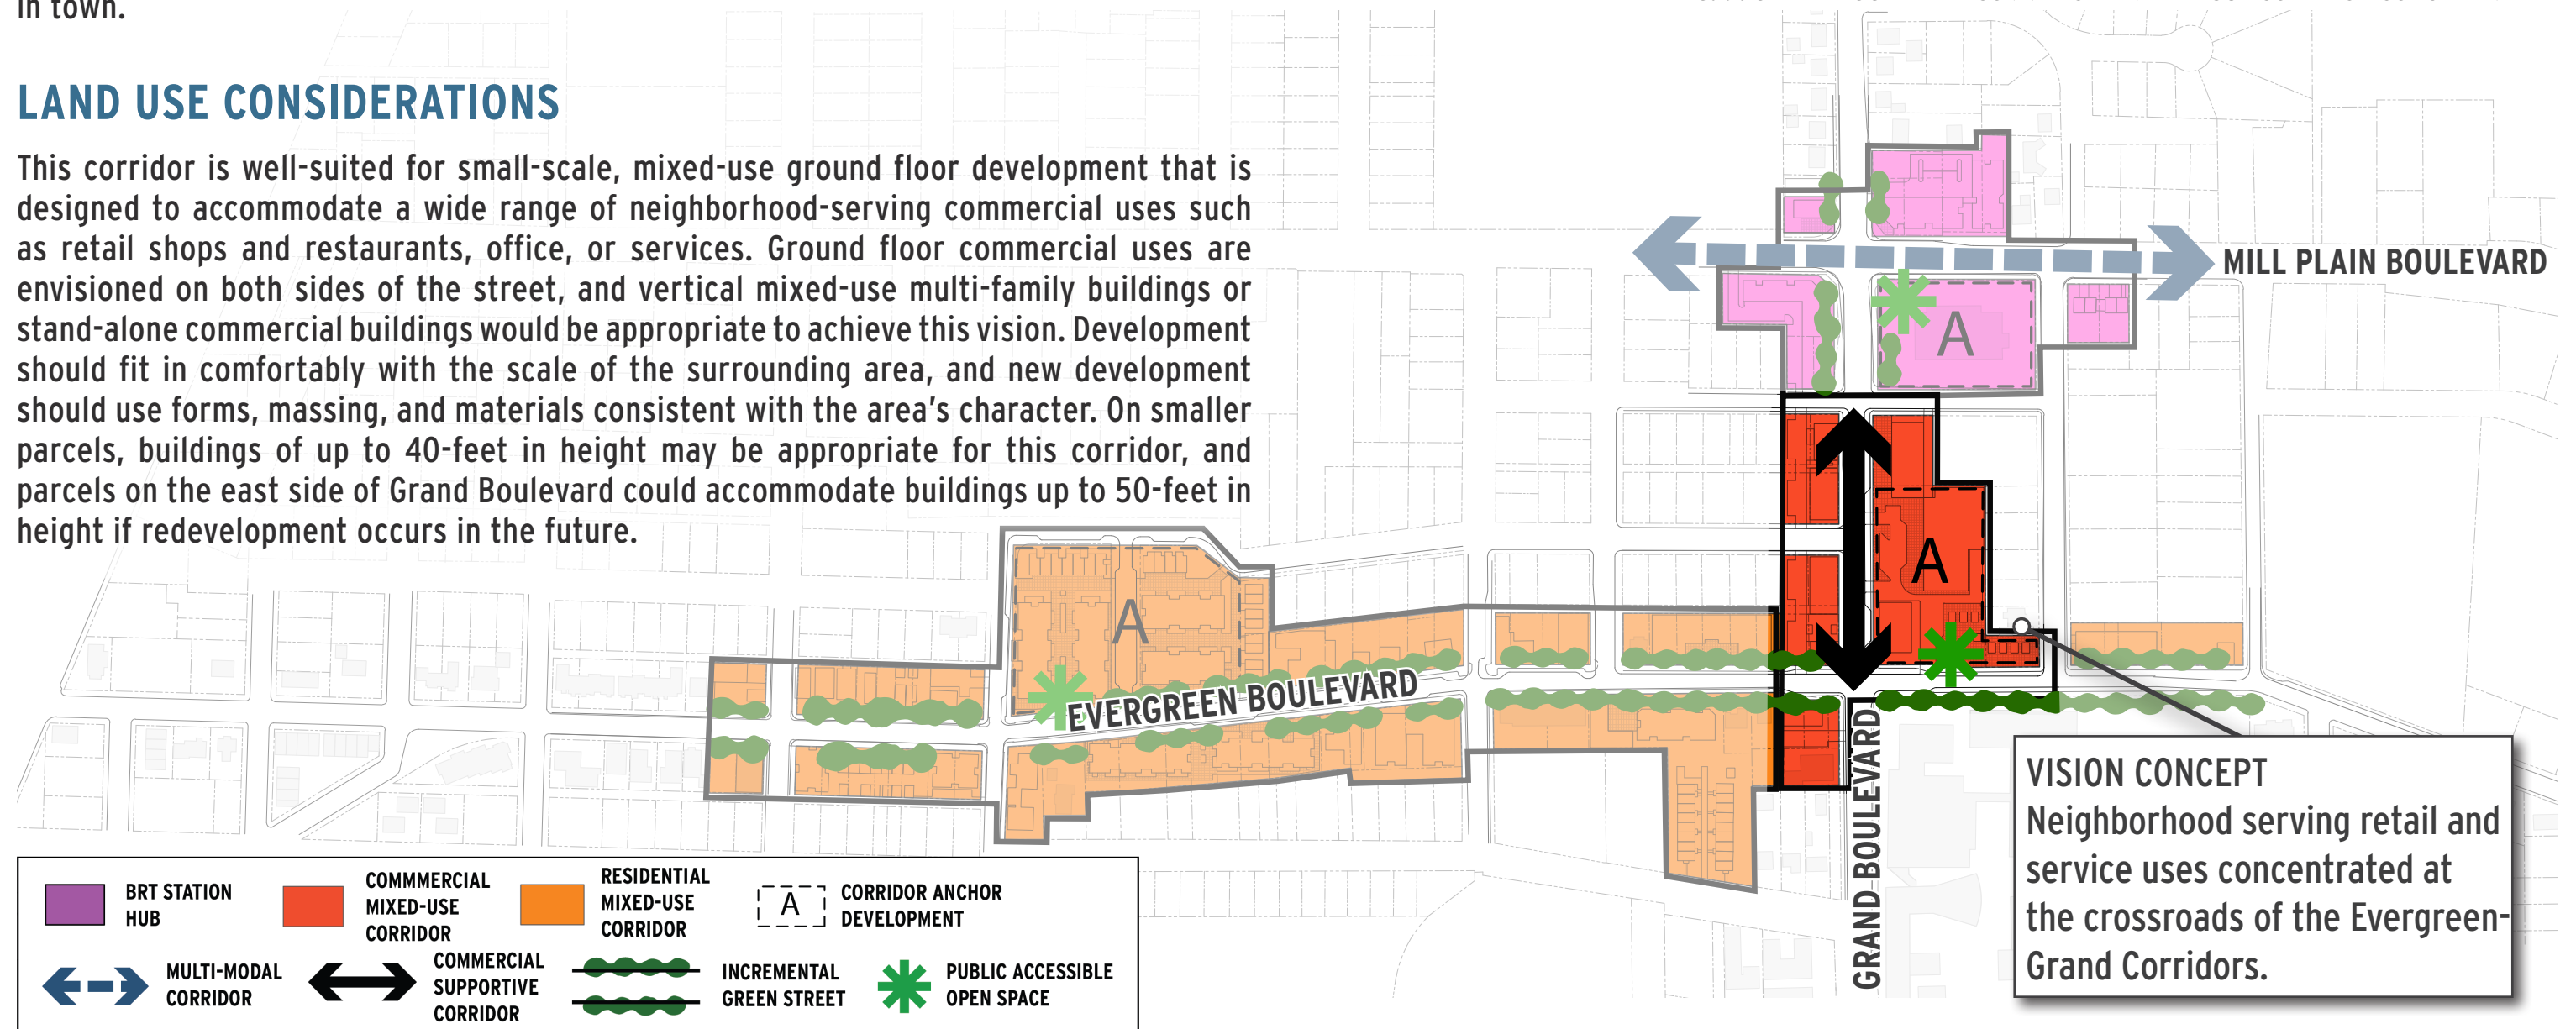 in town.
LAND USE CONSIDERATIONS
This corridor is well-suited for small-scale, mixed-use ground floor development that is
designed to accommodate a wide range of neighborhood-serving commercial uses such
as retail shops and restaurants, office, or services. Ground floor commercial uses are
envisioned on both sides of the street, and vertical mixed-use multi-family buildings or
stand-alone commercial buildings would be appropriate to achieve this vision. Development
should fit in comfortably with the scale of the surrounding area, and new development
should use forms, massing, and materials consistent with the area's character. On smaller
parcels, buildings of up to 40-feet in height may be appropriate for this corridor, and
parcels on the east side of Grand Boulevard could accommodate buildings up to 50-feet in
height if redevelopment occurs in the future.
MILL PLAIN BOULEVARD
A
A
A
EVERGREEN BOULEVARD
GRAND BOULEVARD
VISION CONCEPT
Neighborhood serving retail and
service uses concentrated at
the crossroads of the Evergreen-
Grand Corridors.
BRT STATION
HUB
COMMMERCIAL
MIXED-USE
CORRIDOR
RESIDENTIAL
MIXED-USE
CORRIDOR
A
CORRIDOR ANCHOR
DEVELOPMENT
MULTI-MODAL
CORRIDOR
COMMERCIAL
SUPPORTIVE
CORRIDOR
INCREMENTAL
GREEN STREET
PUBLIC ACCESSIBLE
OPEN SPACE